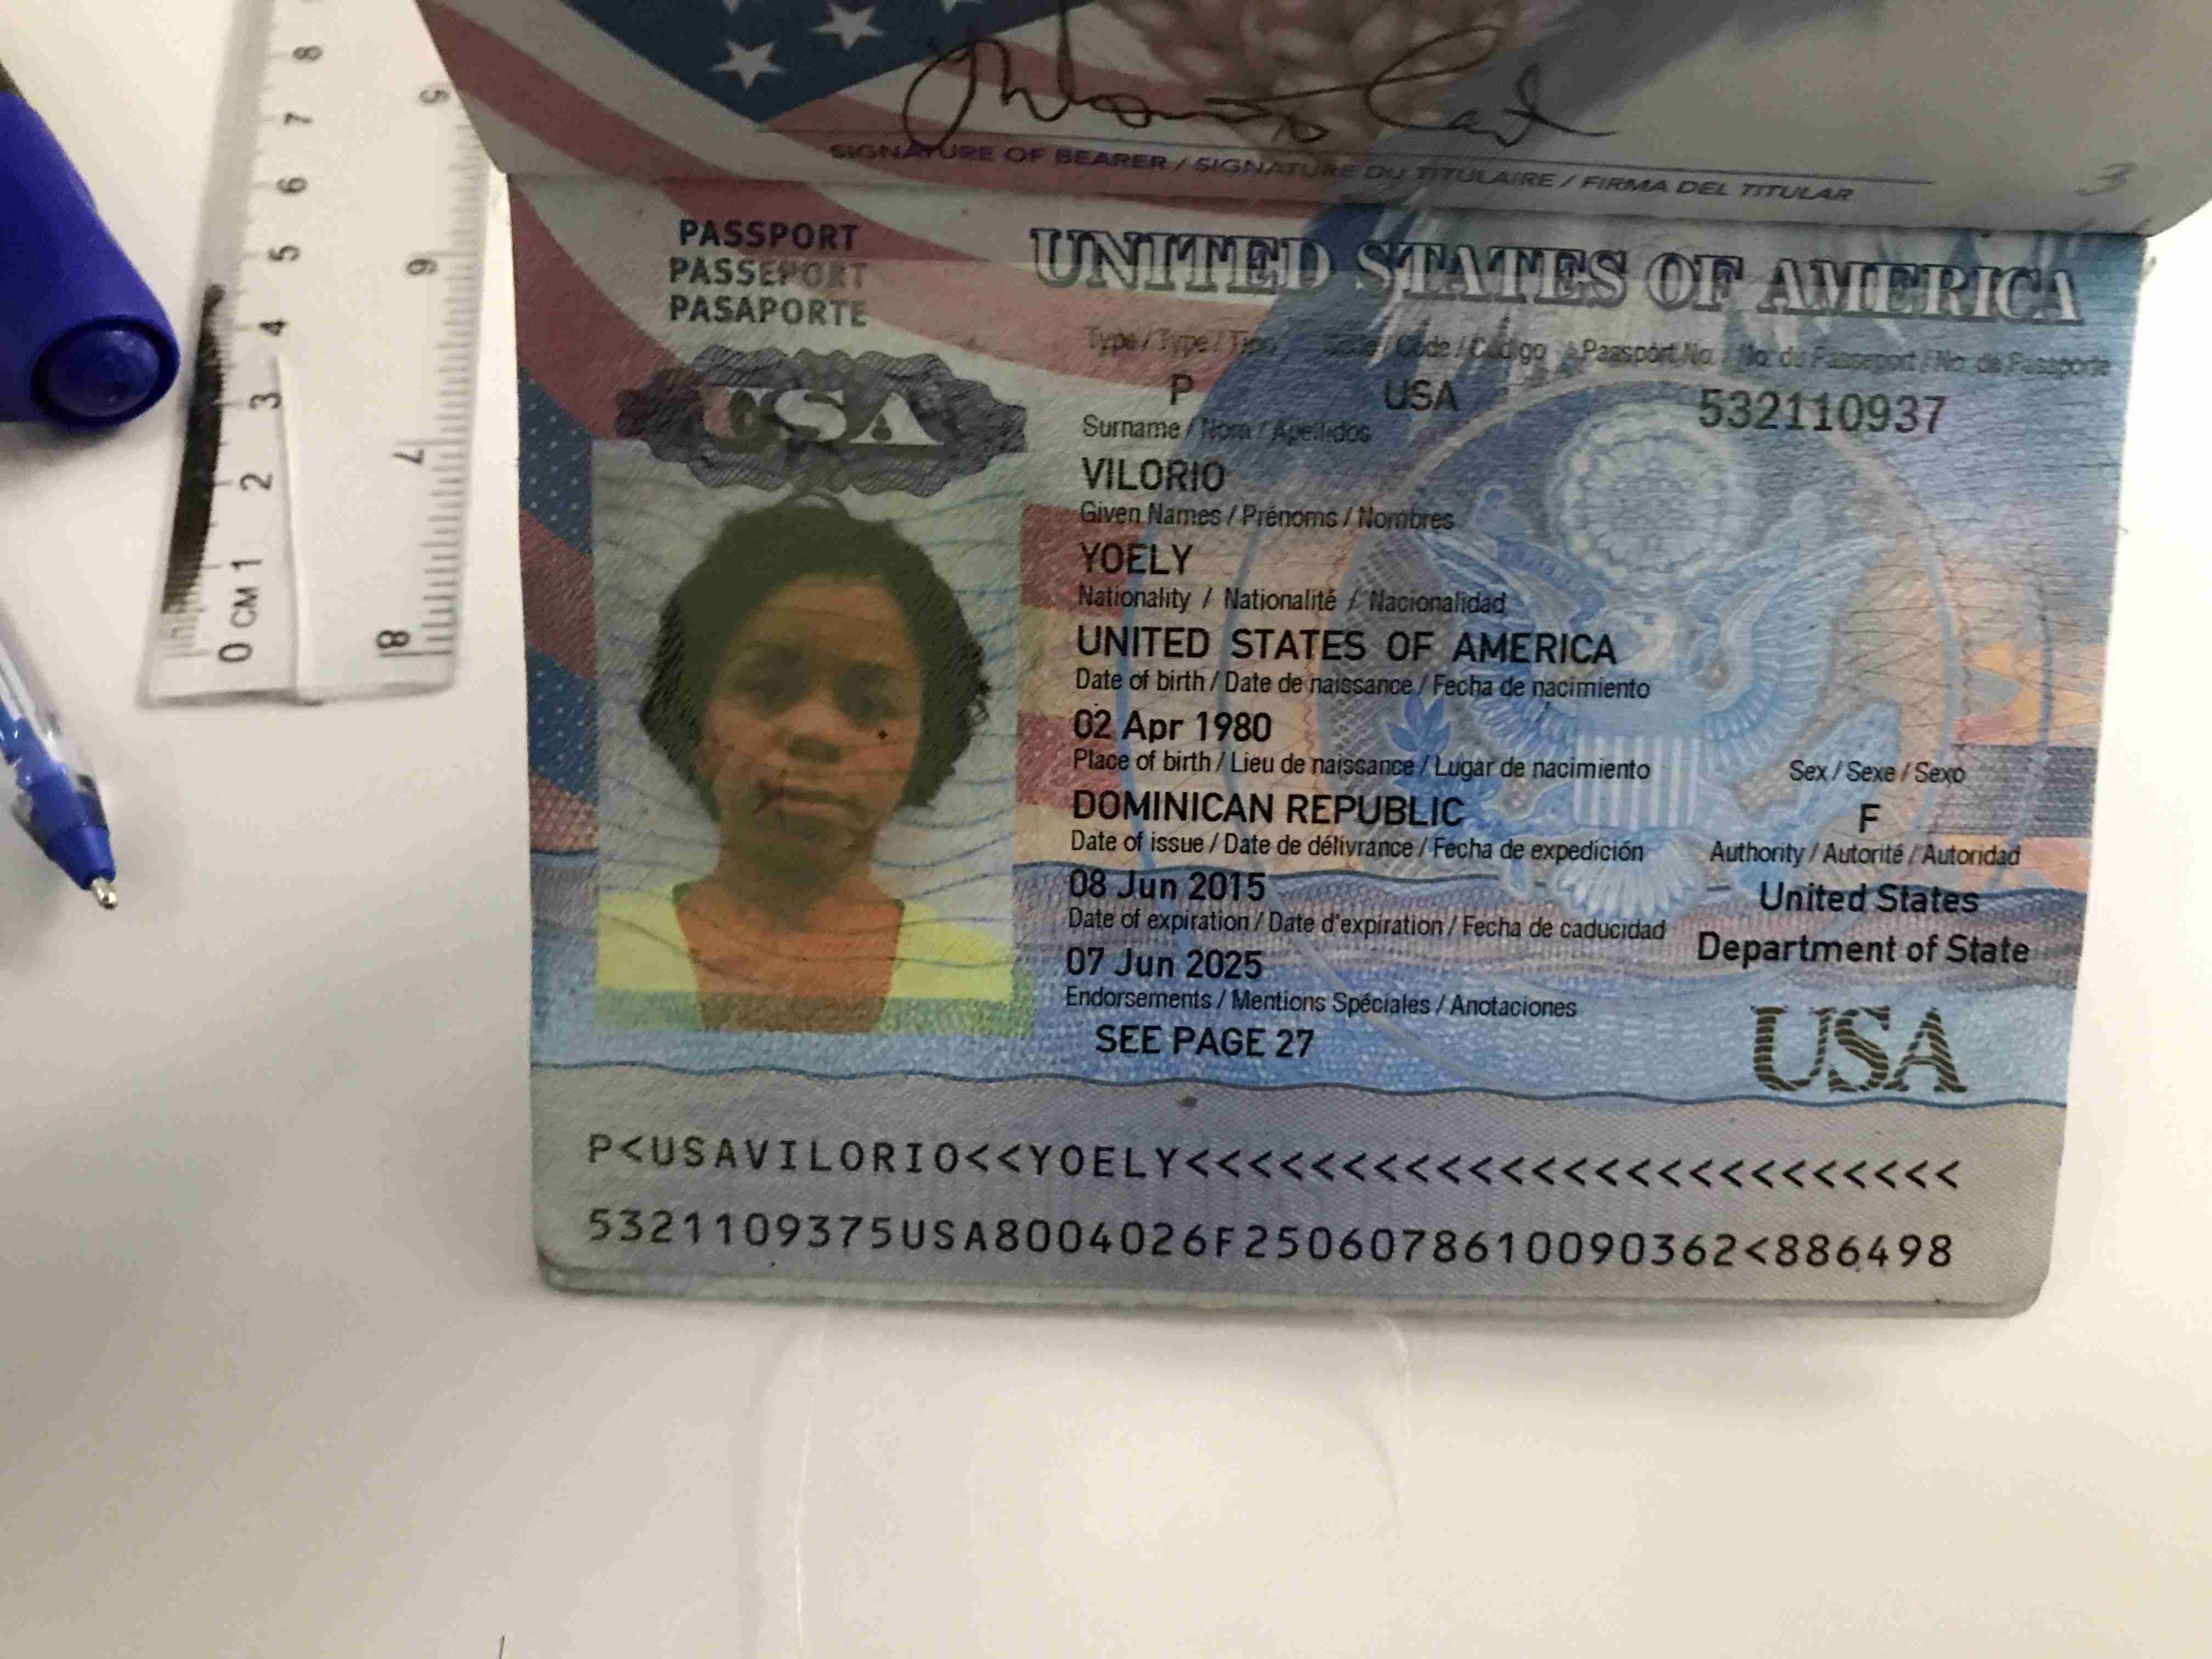 8
7
6
5
4
3
2
1
0 CM
5
6
7
8
SIGNATURE OF BEARER / SIGNATURE DU TITULAIRE / FIRMA DEL TITULAR
3
PASSPORT
PASSEPORT
PASAPORTE
UNITED STATES OF AMERICA
USA
Type / Type / Tipo Code / Code / Código Passport No. / No. du Passeport / No. de Pasaporte
P USA 532110937
Surname / Nom / Apellidos
VILORIO
Given Names / Prénoms / Nombres
YOELY
Nationality / Nationalité / Nacionalidad
UNITED STATES OF AMERICA
Date of birth / Date de naissance / Fecha de nacimiento
02 Apr 1980
Place of birth / Lieu de naissance / Lugar de nacimiento Sex / Sexe / Sexo
DOMINICAN REPUBLIC F
Date of issue / Date de délivrance / Fecha de expedición Authority / Autorité / Autoridad
08 Jun 2015 United States
Date of expiration / Date d'expiration / Fecha de caducidad Department of State
07 Jun 2025
Endorsements / Mentions Spéciales / Anotaciones
SEE PAGE 27
USA
P<USAVILORIO<<YOELY<<<<<<<<<<<<<<<<<<<<<<<<<
5321109375USA8004026F2506078610090362<886498